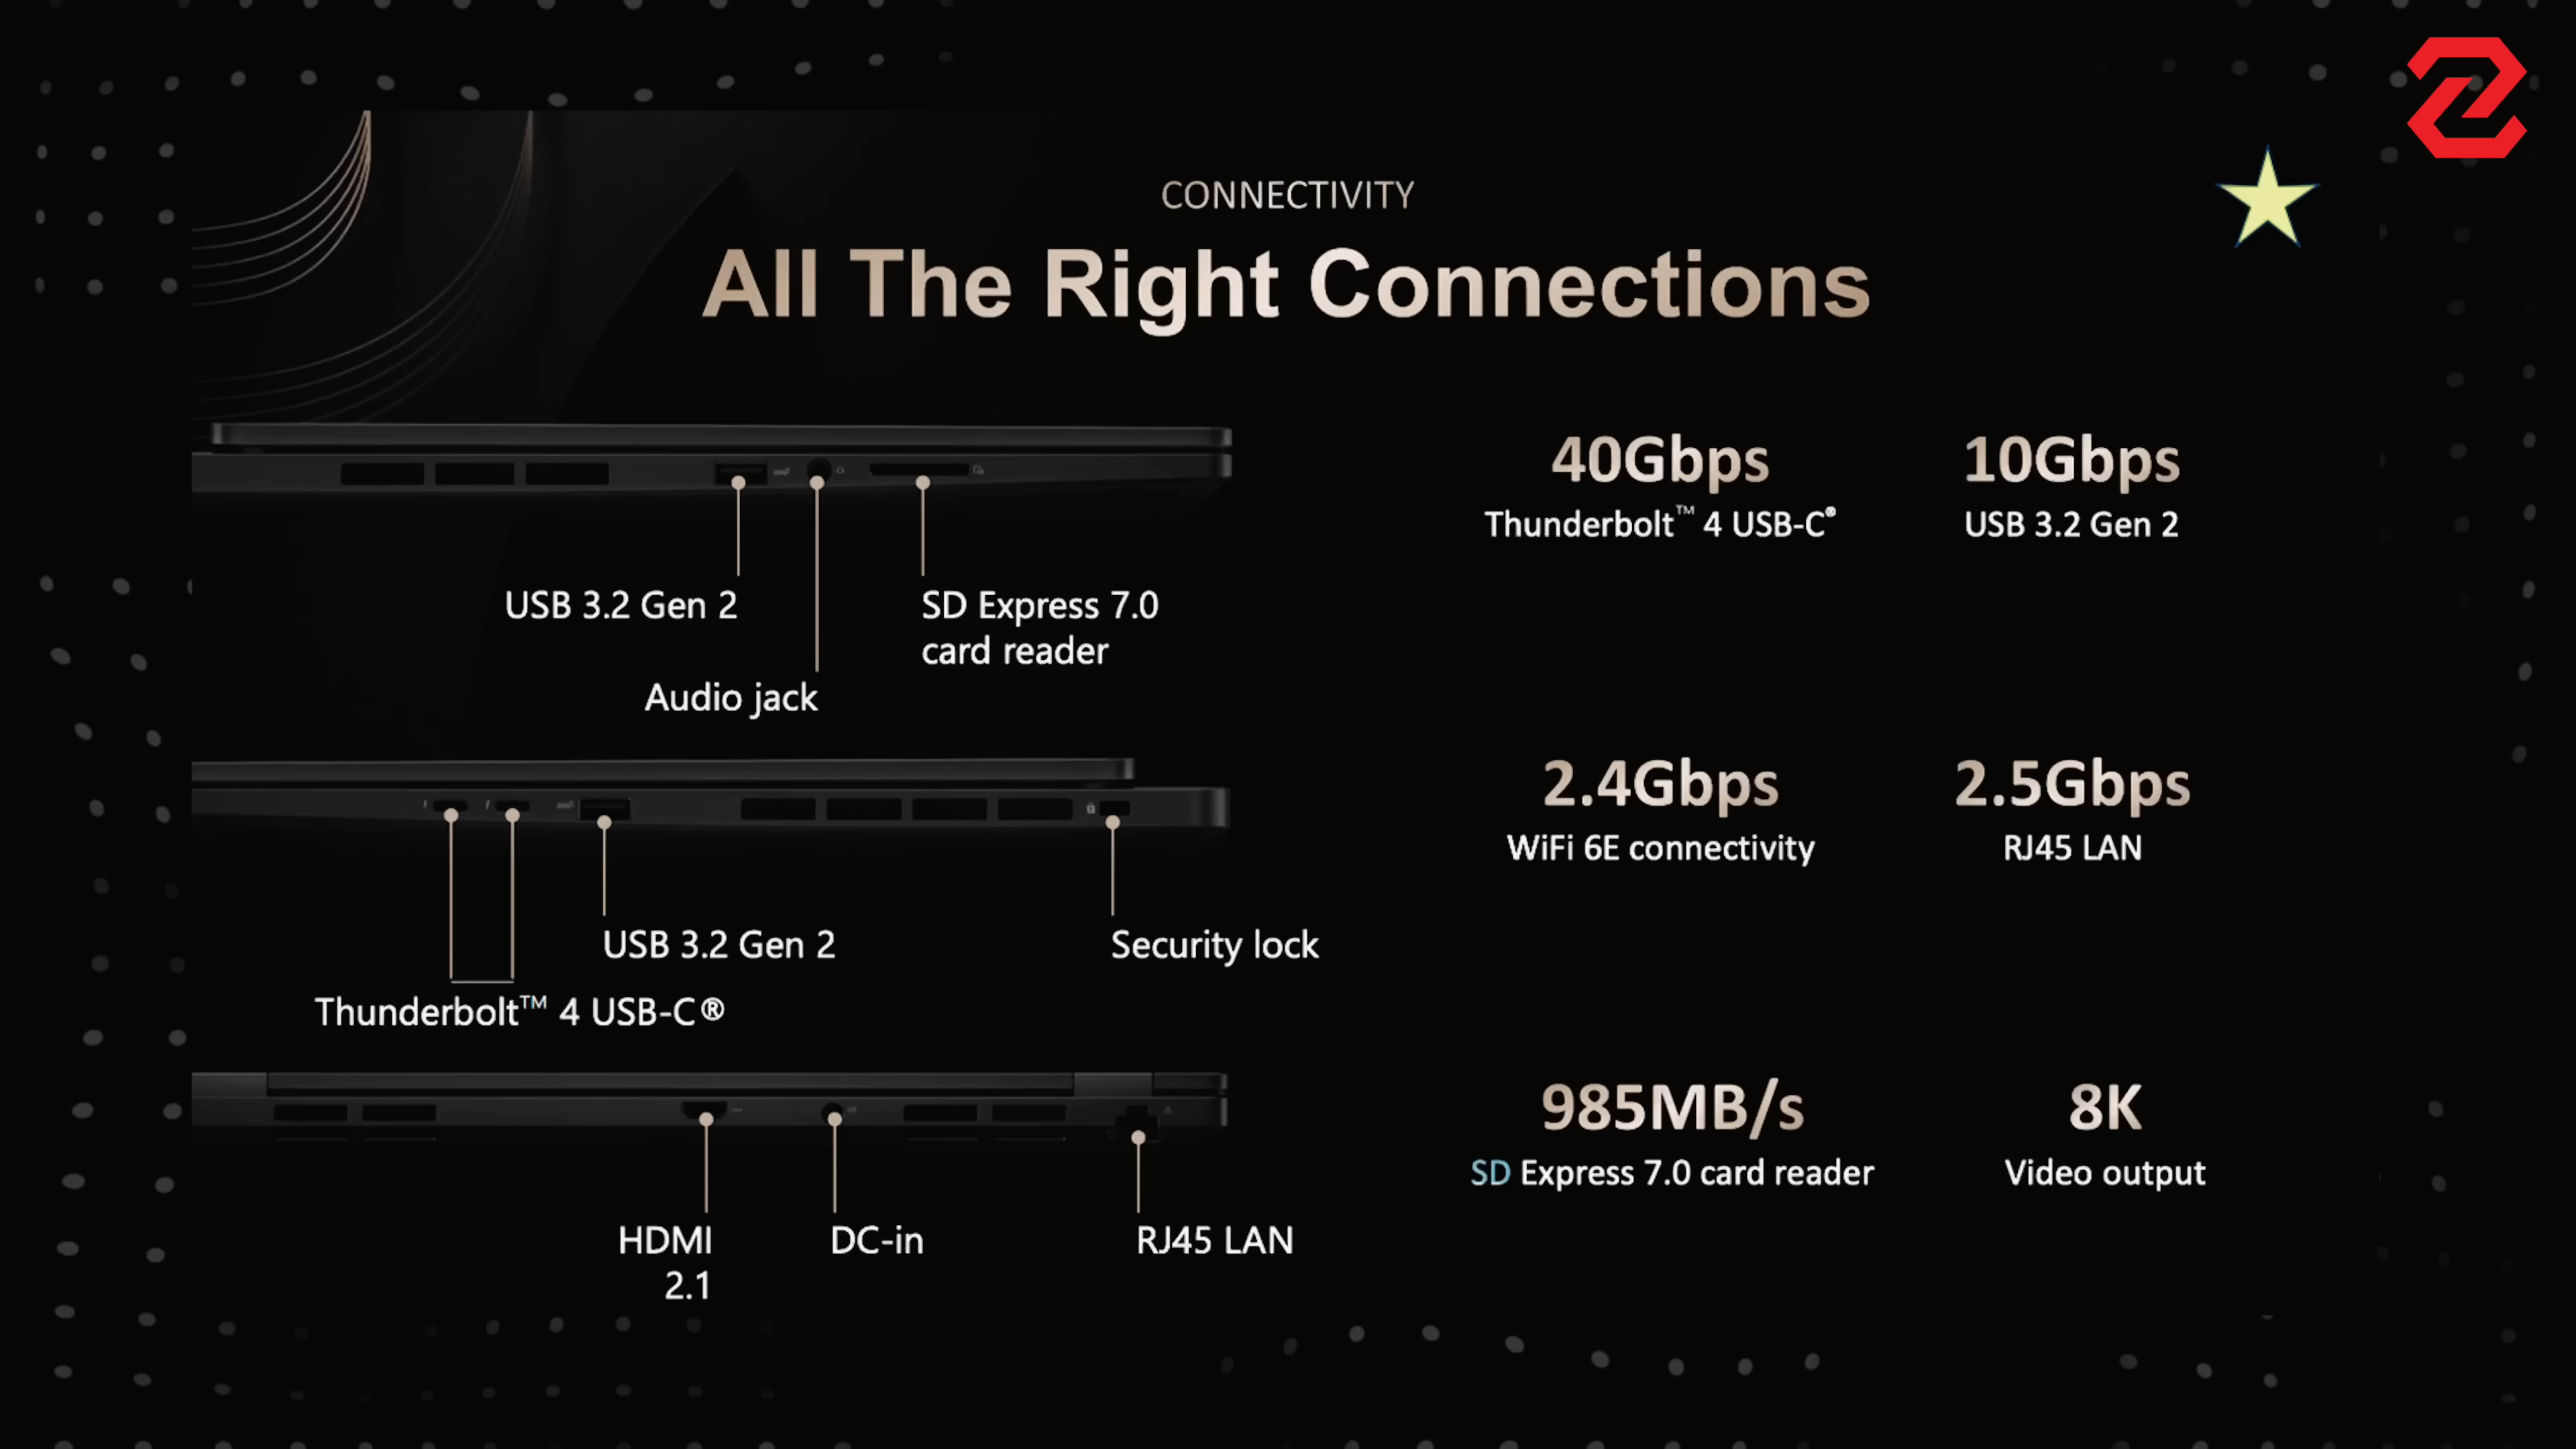 CONNECTIVITY
All The Right Connections
USB 3.2 Gen 2
Audio jack
SD Express 7.0
card reader
Thunderbolt™ 4 USB-C®
USB 3.2 Gen 2
Security lock
HDMI
2.1
DC-in
RJ45 LAN
40Gbps
Thunderbolt™ 4 USB-C®
10Gbps
USB 3.2 Gen 2
2.4Gbps
WiFi 6E connectivity
2.5Gbps
RJ45 LAN
985MB/s
SD Express 7.0 card reader
8K
Video output